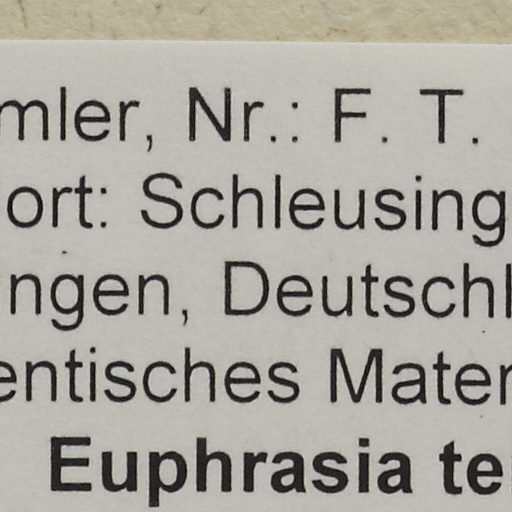 mler, Nr.: F. T.
ort: Schleusing
ngen, Deutschl
entisches Mater
Euphrasia te